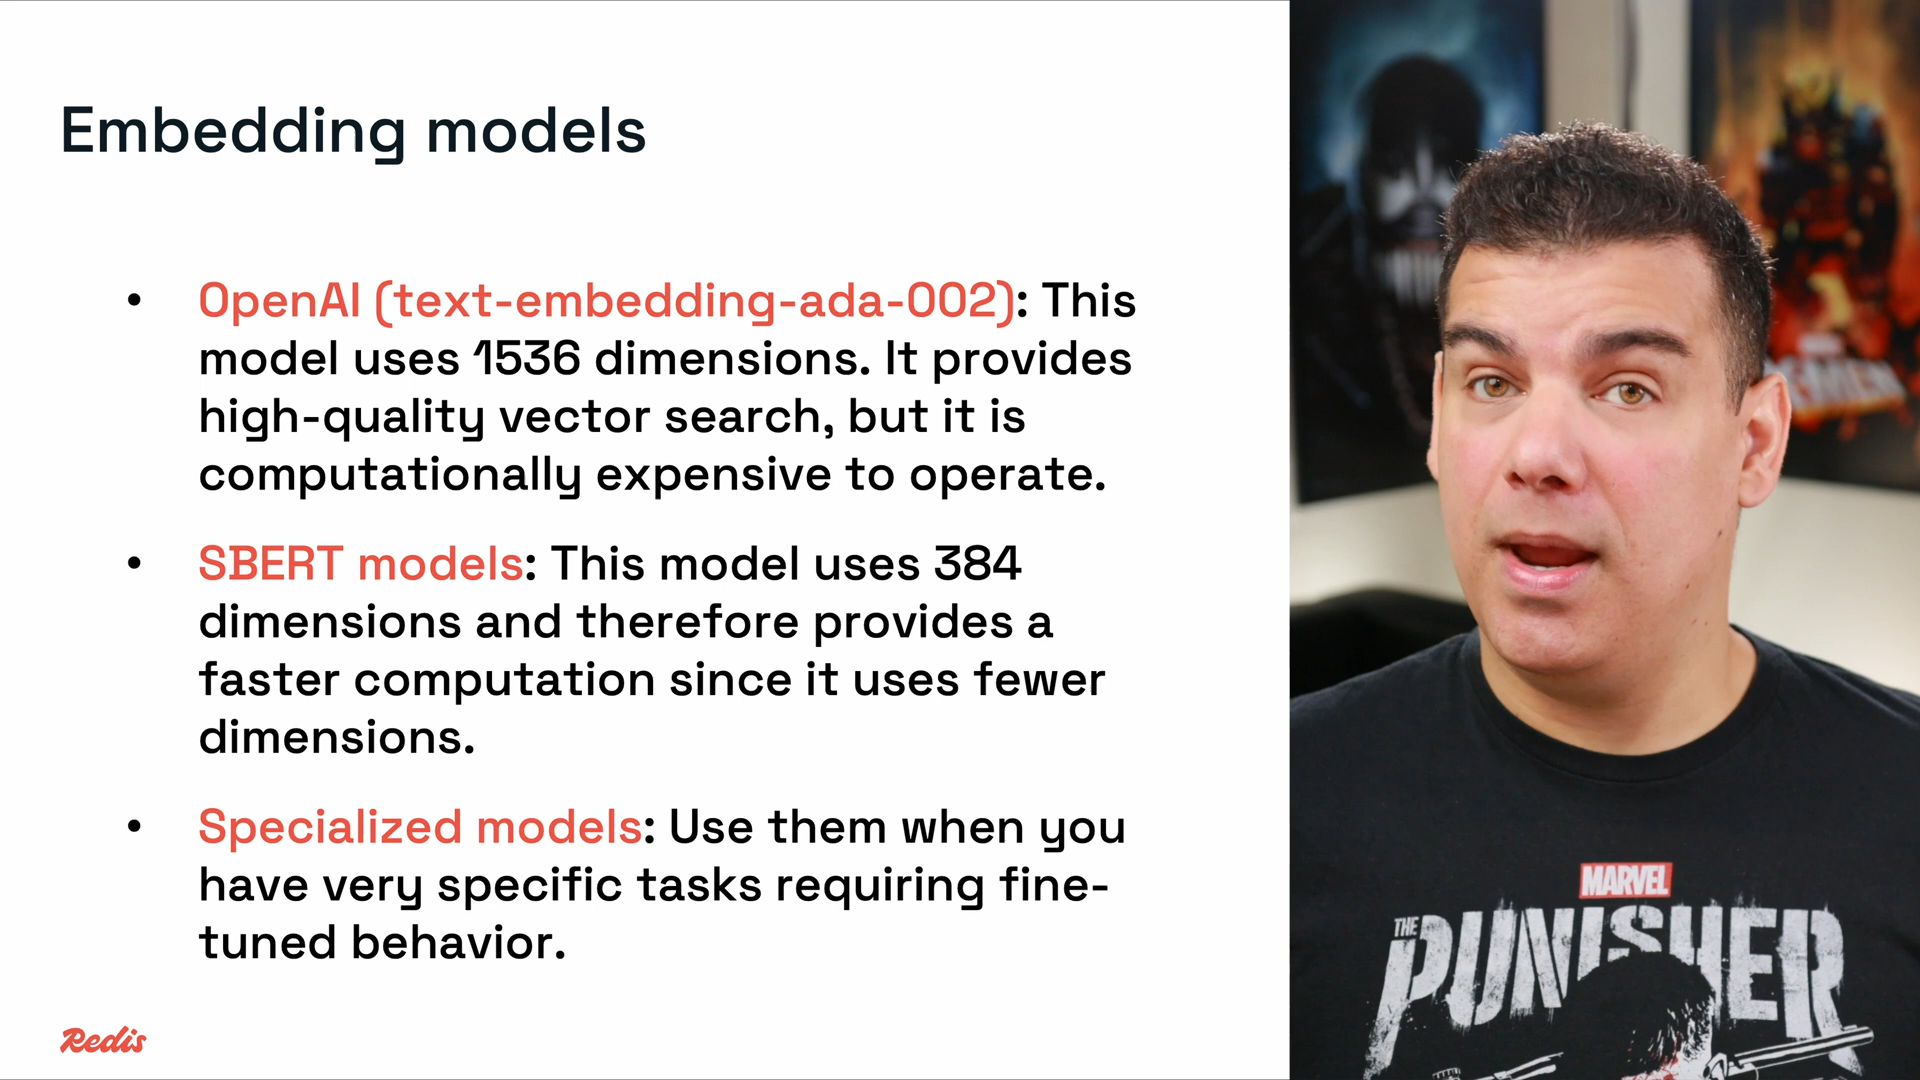 Embedding models
• OpenAI (text-embedding-ada-002): This
model uses 1536 dimensions. It provides
high-quality vector search, but it is
computationally expensive to operate.
• SBERT models: This model uses 384
dimensions and therefore provides a
faster computation since it uses fewer
dimensions.
• Specialized models: Use them when you
have very specific tasks requiring fine-
tuned behavior.
Redis
MARVEL
THE
PUNISHER